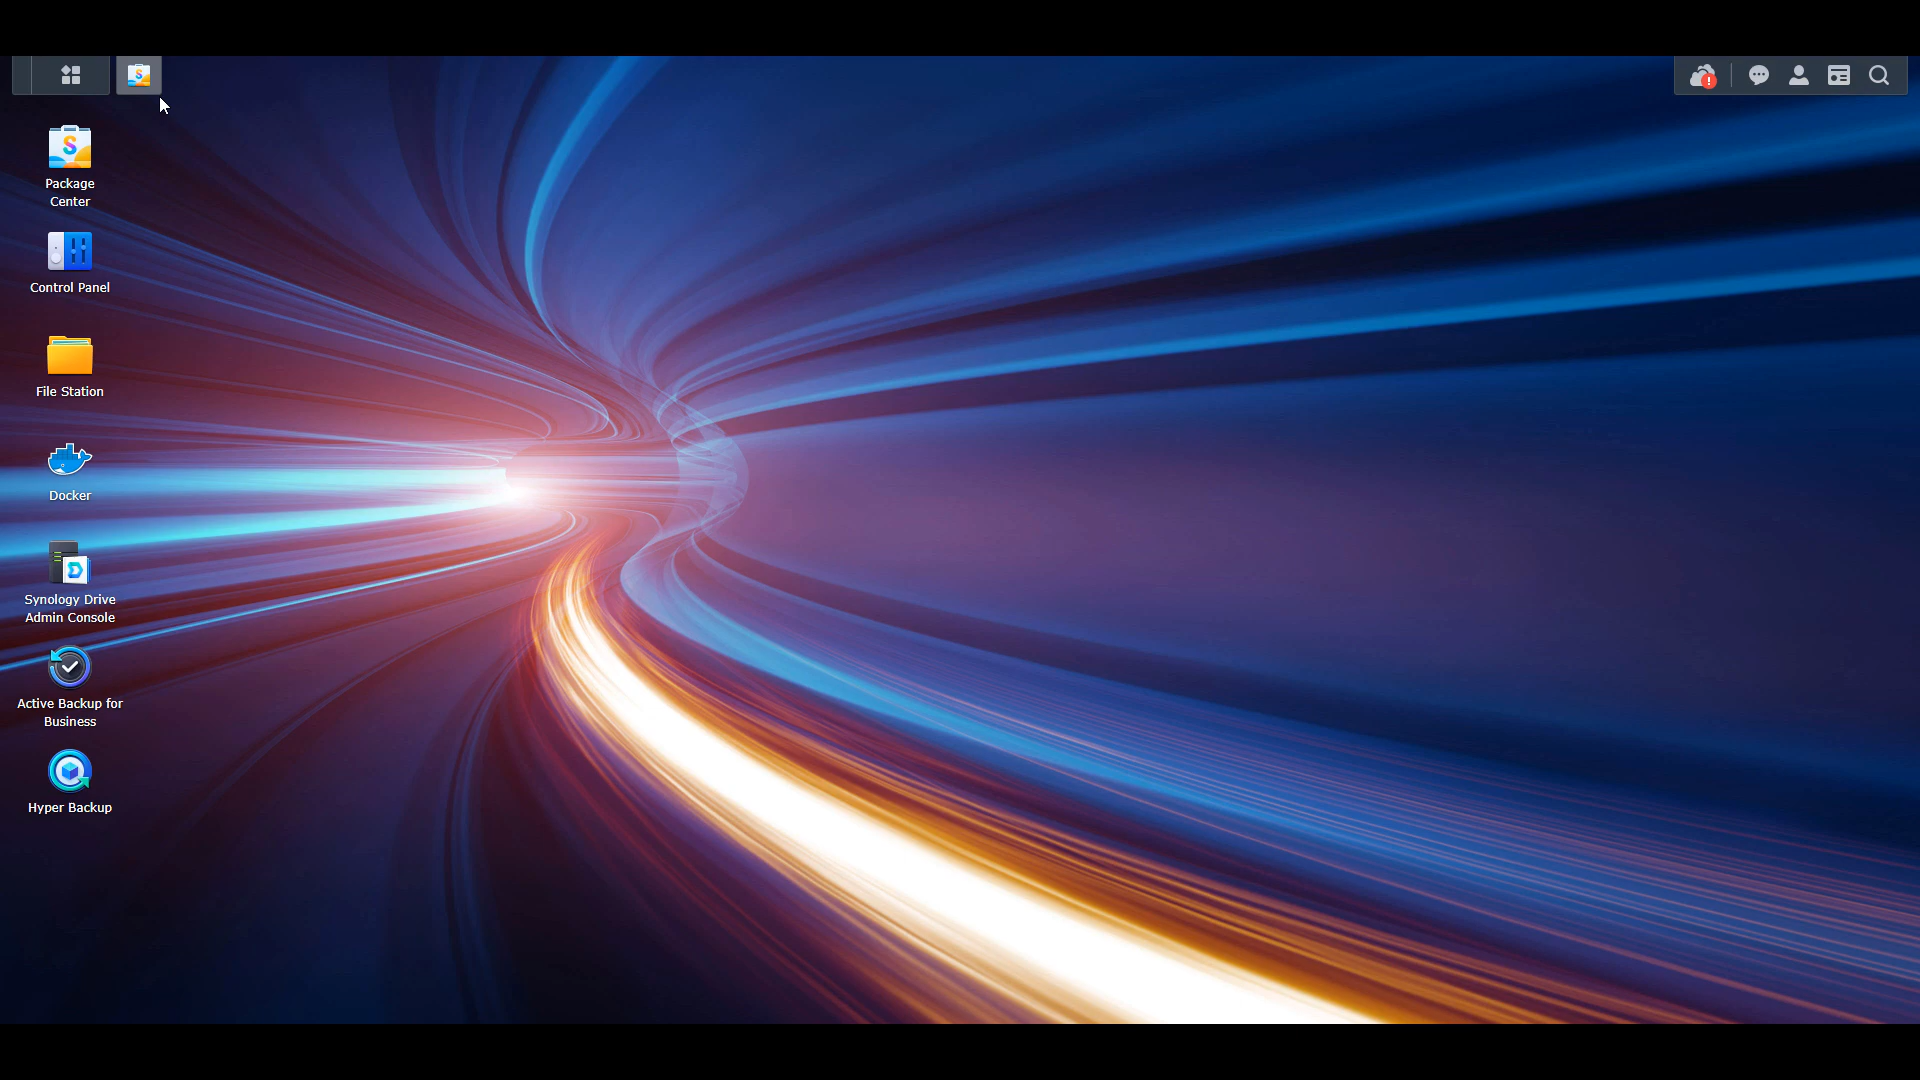 Package
Center
Control Panel
File Station
Docker
Synology Drive
Admin Console
Active Backup for
Business
Hyper Backup